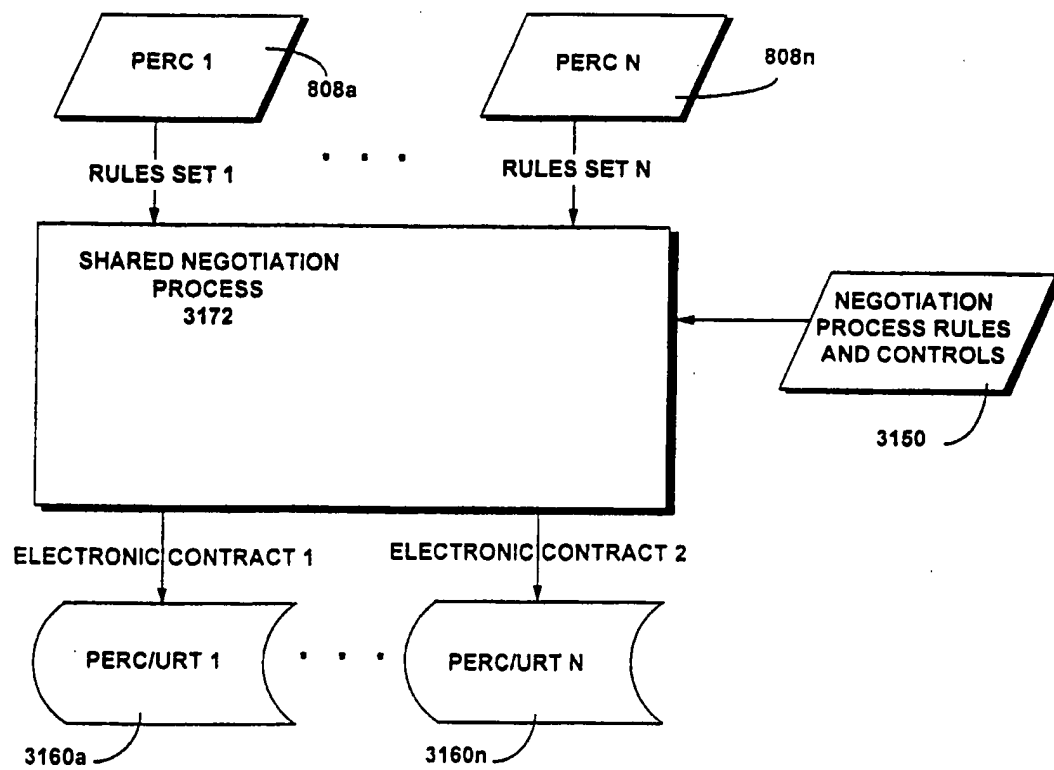 PERC 1
808a
PERC N
808n
RULES SET 1
. . .
RULES SET N
SHARED NEGOTIATION
PROCESS
3172
NEGOTIATION
PROCESS RULES
AND CONTROLS
3150
ELECTRONIC CONTRACT 1
ELECTRONIC CONTRACT 2
PERC/URT 1
. . .
PERC/URT N
3160a
3160n